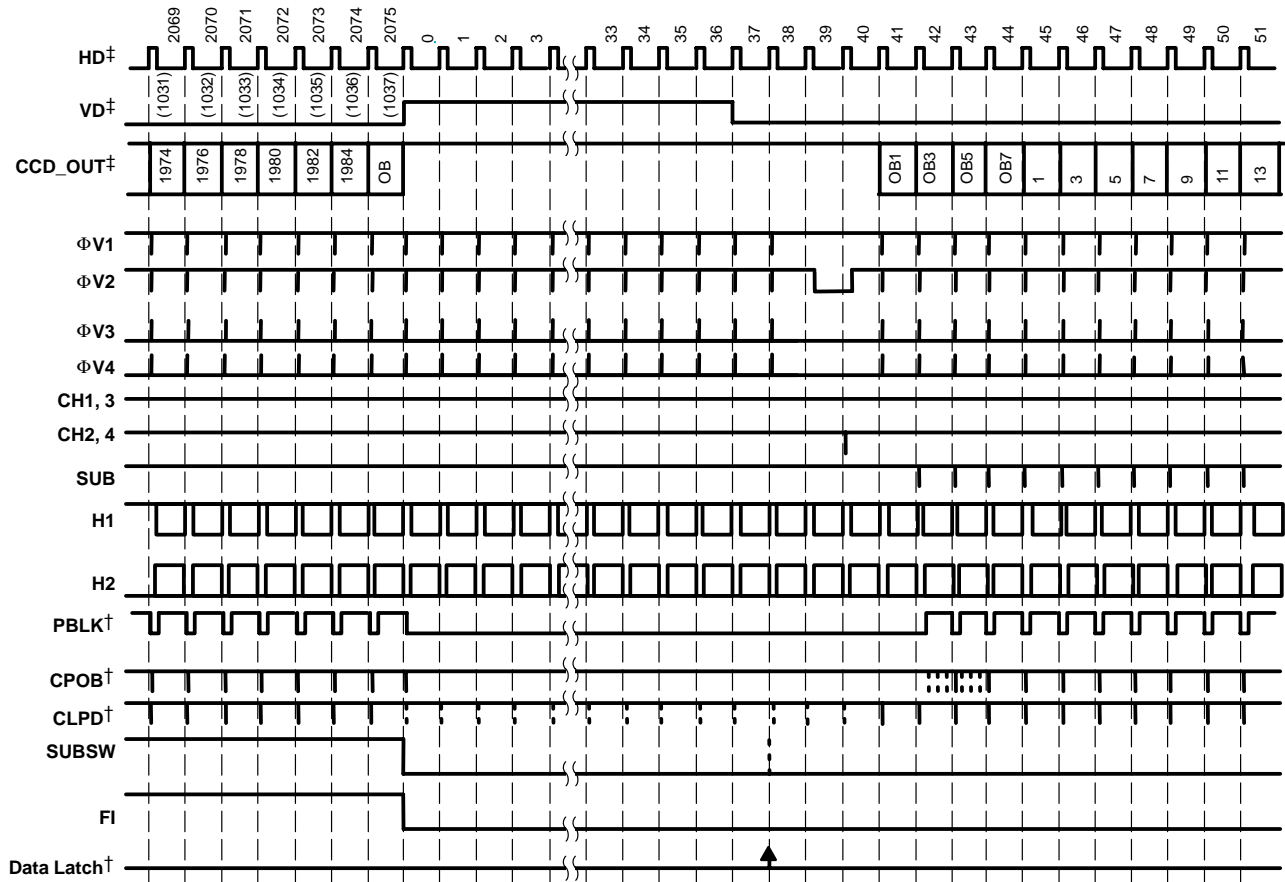 2069 2070 2071 2072 2073 2074 2075 0 1 2 3 33 34 35 36 37 38 39 40 41 42 43 44 45 46 47 48 49 50 51
HD‡
(1031) (1032) (1033) (1034) (1035) (1036) (1037)
VD‡
CCD_OUT‡ 1974 1976 1978 1980 1982 1984 OB OB1 OB3 OB5 OB7 1 3 5 7 9 11 13
ΦV1
ΦV2
ΦV3
ΦV4
CH1, 3
CH2, 4
SUB
H1
H2
PBLK†
CPOB†
CLPD†
SUBSW
FI
Data Latch†